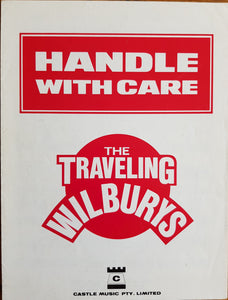 HANDLE
WITH CARE
THE
TRAVELING
WILBURYS
C
CASTLE MUSIC PTY. LIMITED